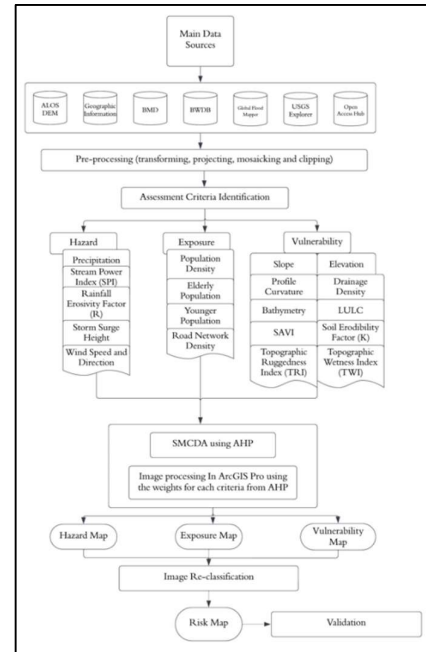 Main Data
Sources
ALOS
DEM
Geographic
Information
BMD
BWDB
Global Flood
Mapper
USGS
Explorer
Open
Access Hub
Pre-processing (transforming, projecting, mosaicking and clipping)
Assessment Criteria Identification
Hazard
Precipitation
Stream Power
Index (SPI)
Rainfall
Erosivity Factor
(R)
Storm Surge
Height
Wind Speed and
Direction
Exposure
Population
Density
Elderly
Population
Younger
Population
Road Network
Density
Vulnerability
Slope
Profile
Curvature
Bathymetry
SAVI
Topographic
Ruggedness
Index (TRI)
Elevation
Drainage
Density
LULC
Soil Erodibility
Factor (K)
Topographic
Wetness Index
(TWI)
SMCDA using AHP
Image processing In ArcGIS Pro using
the weights for each criteria from AHP
Hazard Map
Exposure Map
Vulnerability
Map
Image Re-classification
Risk Map
Validation